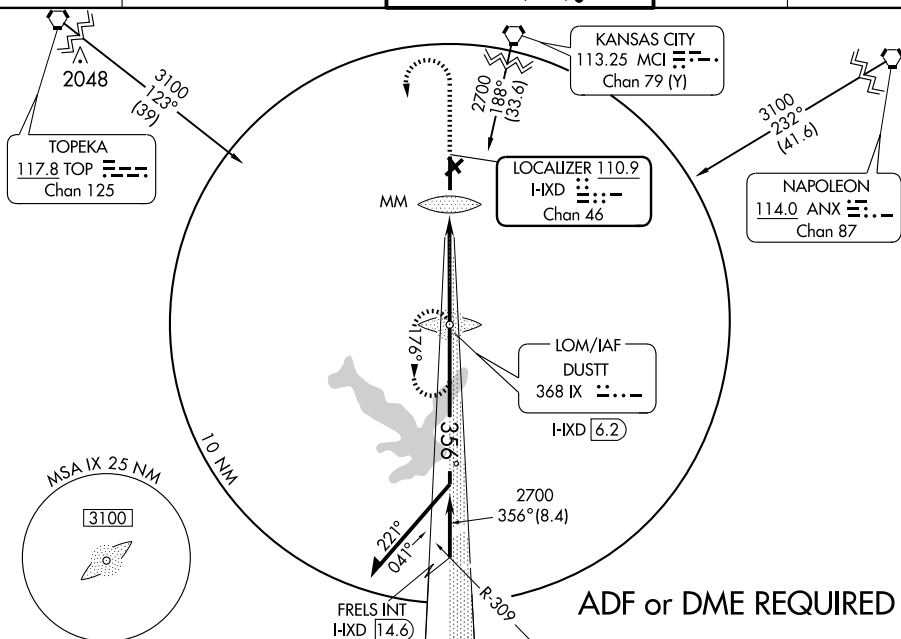 2048
3100
123°
(39)
TOPEKA
117.8 TOP
Chan 125
2700
188°
(33.6)
KANSAS CITY
113.25 MCI
Chan 79 (Y)
3100
232°
(41.6)
NAPOLEON
114.0 ANX
Chan 87
LOCALIZER 110.9
I-IXD
Chan 46
MM
176°
LOM/IAF
DUSTT
368 IX
I-IXD 6.2
356°
10 NM
MSA IX 25 NM
3100
2700
356°(8.4)
221°
041°
FRELS INT
I-IXD 14.6
R-309
ADF or DME REQUIRED